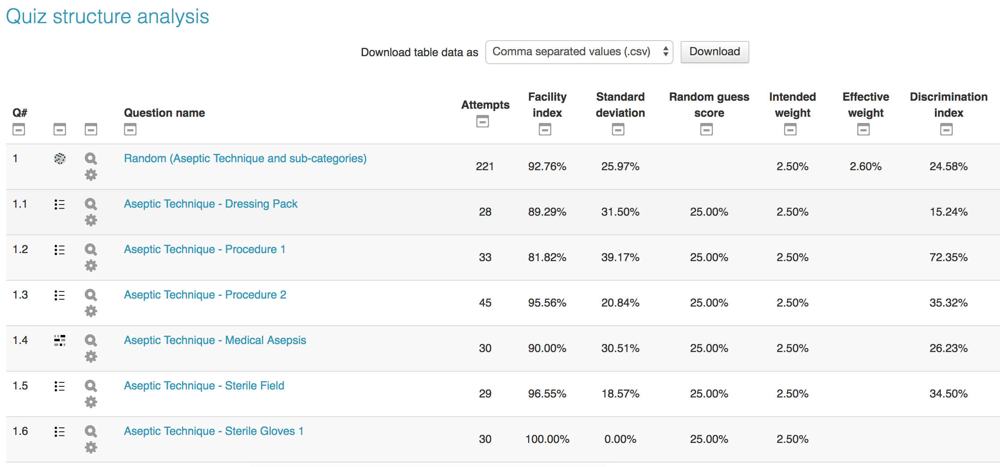 Quiz structure analysis
Download table data as Comma separated values (.csv) Download
Q# Question name Attempts Facility index Standard deviation Random guess score Intended weight Effective weight Discrimination index
1 Random (Aseptic Technique and sub-categories) 221 92.76% 25.97% 2.50% 2.60% 24.58%
1.1 Aseptic Technique - Dressing Pack 28 89.29% 31.50% 25.00% 2.50% 15.24%
1.2 Aseptic Technique - Procedure 1 33 81.82% 39.17% 25.00% 2.50% 72.35%
1.3 Aseptic Technique - Procedure 2 45 95.56% 20.84% 25.00% 2.50% 35.32%
1.4 Aseptic Technique - Medical Asepsis 30 90.00% 30.51% 25.00% 2.50% 26.23%
1.5 Aseptic Technique - Sterile Field 29 96.55% 18.57% 25.00% 2.50% 34.50%
1.6 Aseptic Technique - Sterile Gloves 1 30 100.00% 0.00% 25.00% 2.50%